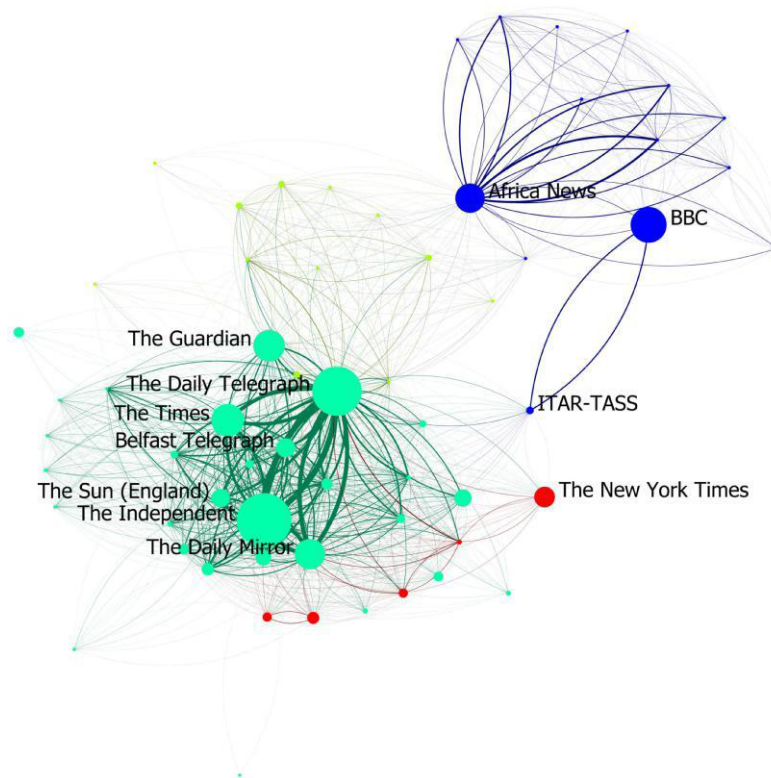 Africa News
BBC
The Guardian
The Daily Telegraph
ITAR-TASS
The Times
Belfast Telegraph
The Sun (England)
The New York Times
The Independent
The Daily Mirror